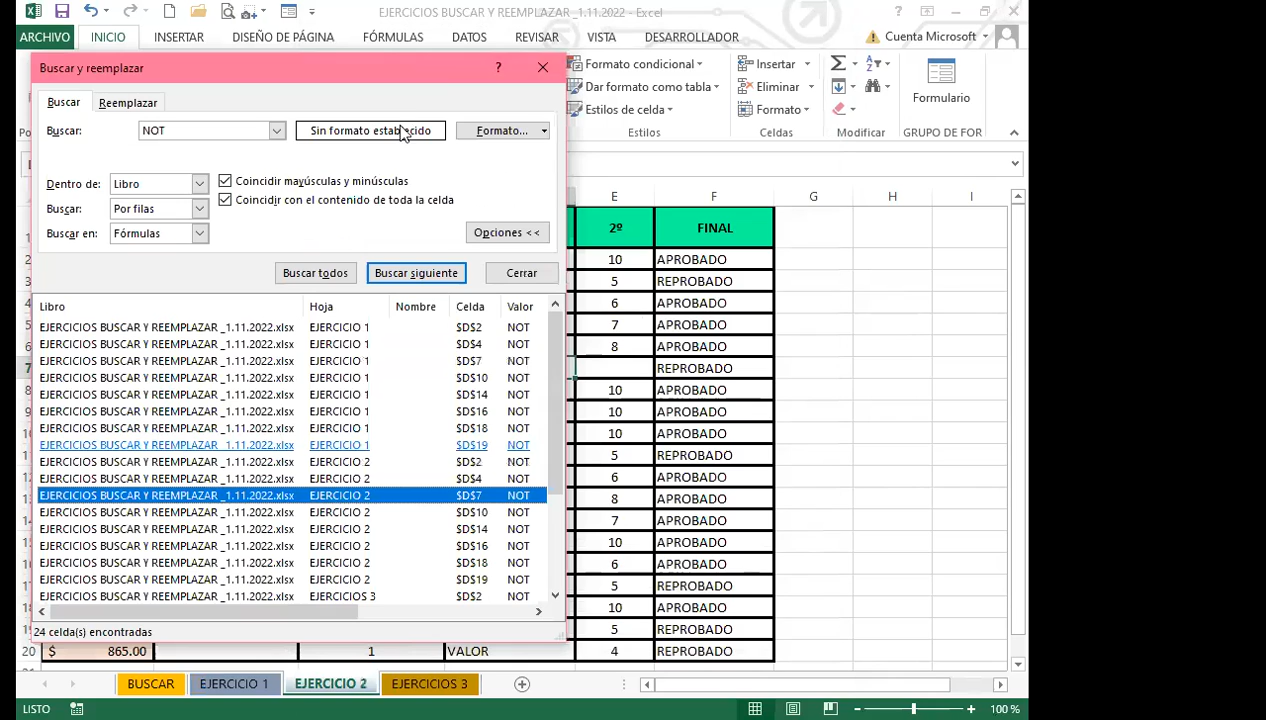 EJERCICIOS BUSCAR Y REEMPLAZAR _1.11.2022 - Excel
ARCHIVO INICIO INSERTAR DISEÑO DE PÁGINA FÓRMULAS DATOS REVISAR VISTA DESARROLLADOR Cuenta Microsoft
Buscar y reemplazar ?
Buscar Reemplazar
Buscar: NOT Sin formato establecido Formato...
Dentro de: Libro Coincidir mayúsculas y minúsculas
Coincidir con el contenido de toda la celda
Buscar: Por filas
Buscar en: Fórmulas
Opciones <<
Buscar todos Buscar siguiente Cerrar
Libro Hoja Nombre Celda Valor
EJERCICIOS BUSCAR Y REEMPLAZAR _1.11.2022.xlsx EJERCICIO 1 $D$2 NOT
EJERCICIOS BUSCAR Y REEMPLAZAR _1.11.2022.xlsx EJERCICIO 1 $D$4 NOT
EJERCICIOS BUSCAR Y REEMPLAZAR _1.11.2022.xlsx EJERCICIO 1 $D$7 NOT
EJERCICIOS BUSCAR Y REEMPLAZAR _1.11.2022.xlsx EJERCICIO 1 $D$10 NOT
EJERCICIOS BUSCAR Y REEMPLAZAR _1.11.2022.xlsx EJERCICIO 1 $D$14 NOT
EJERCICIOS BUSCAR Y REEMPLAZAR _1.11.2022.xlsx EJERCICIO 1 $D$16 NOT
EJERCICIOS BUSCAR Y REEMPLAZAR _1.11.2022.xlsx EJERCICIO 1 $D$18 NOT
EJERCICIOS BUSCAR Y REEMPLAZAR _1.11.2022.xlsx EJERCICIO 1 $D$19 NOT
EJERCICIOS BUSCAR Y REEMPLAZAR _1.11.2022.xlsx EJERCICIO 2 $D$2 NOT
EJERCICIOS BUSCAR Y REEMPLAZAR _1.11.2022.xlsx EJERCICIO 2 $D$4 NOT
EJERCICIOS BUSCAR Y REEMPLAZAR _1.11.2022.xlsx EJERCICIO 2 $D$7 NOT
EJERCICIOS BUSCAR Y REEMPLAZAR _1.11.2022.xlsx EJERCICIO 2 $D$10 NOT
EJERCICIOS BUSCAR Y REEMPLAZAR _1.11.2022.xlsx EJERCICIO 2 $D$14 NOT
EJERCICIOS BUSCAR Y REEMPLAZAR _1.11.2022.xlsx EJERCICIO 2 $D$16 NOT
EJERCICIOS BUSCAR Y REEMPLAZAR _1.11.2022.xlsx EJERCICIO 2 $D$18 NOT
EJERCICIOS BUSCAR Y REEMPLAZAR _1.11.2022.xlsx EJERCICIO 2 $D$19 NOT
EJERCICIOS BUSCAR Y REEMPLAZAR _1.11.2022.xlsx EJERCICIOS 3 $D$2 NOT
24 celda(s) encontradas
Formato condicional
Dar formato como tabla
Estilos de celda
Estilos
Insertar
Eliminar
Formato
Celdas
Modificar
Formulario
GRUPO DE FORM
E F G H I
2º FINAL
10 APROBADO
5 REPROBADO
6 APROBADO
7 APROBADO
8 APROBADO
7 REPROBADO
10 APROBADO
10 APROBADO
10 APROBADO
5 REPROBADO
6 APROBADO
8 APROBADO
7 APROBADO
10 APROBADO
6 APROBADO
5 REPROBADO
10 APROBADO
5 REPROBADO
20 $ 865.00 1 VALOR 4 REPROBADO
BUSCAR EJERCICIO 1 EJERCICIO 2 EJERCICIOS 3
LISTO 100 %